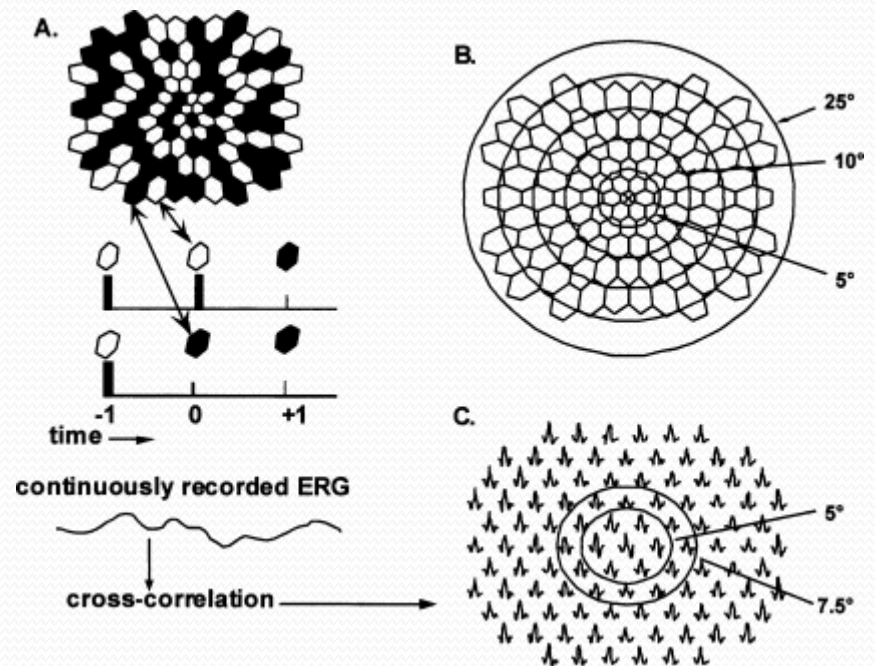 A.
B.
25°
10°
5°
-1 0 +1
time
continuously recorded ERG
cross-correlation
C.
5°
7.5°